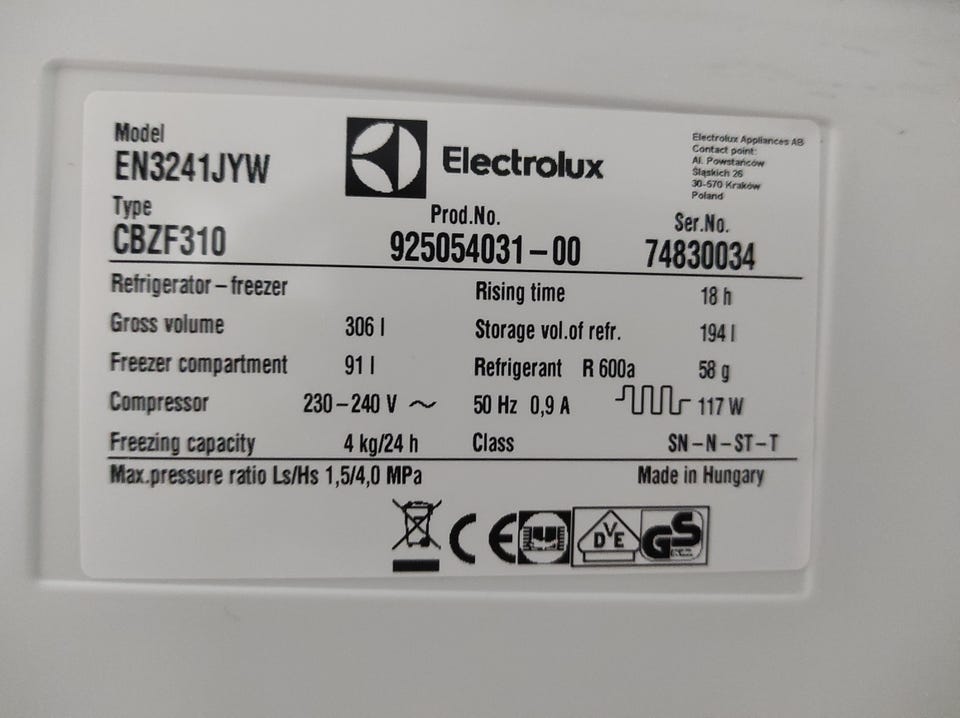 Model
EN3241JYW
Type
CBZF310
Electrolux
Electrolux Appliances AB
Contact point:
Al. Powstańców
Śląskich 26
30-570 Kraków
Poland
Prod.No.
925054031-00
Ser.No.
74830034
Refrigerator-freezer
Rising time 18 h
Gross volume 306 l
Storage vol.of refr. 194 l
Freezer compartment 91 l
Refrigerant R 600a 58 g
Compressor 230-240 V ~ 50 Hz 0,9 A 117 W
Freezing capacity 4 kg/24 h
Class SN-N-ST-T
Max.pressure ratio Ls/Hs 1,5/4,0 MPa
Made in Hungary
CE
VDE
GS